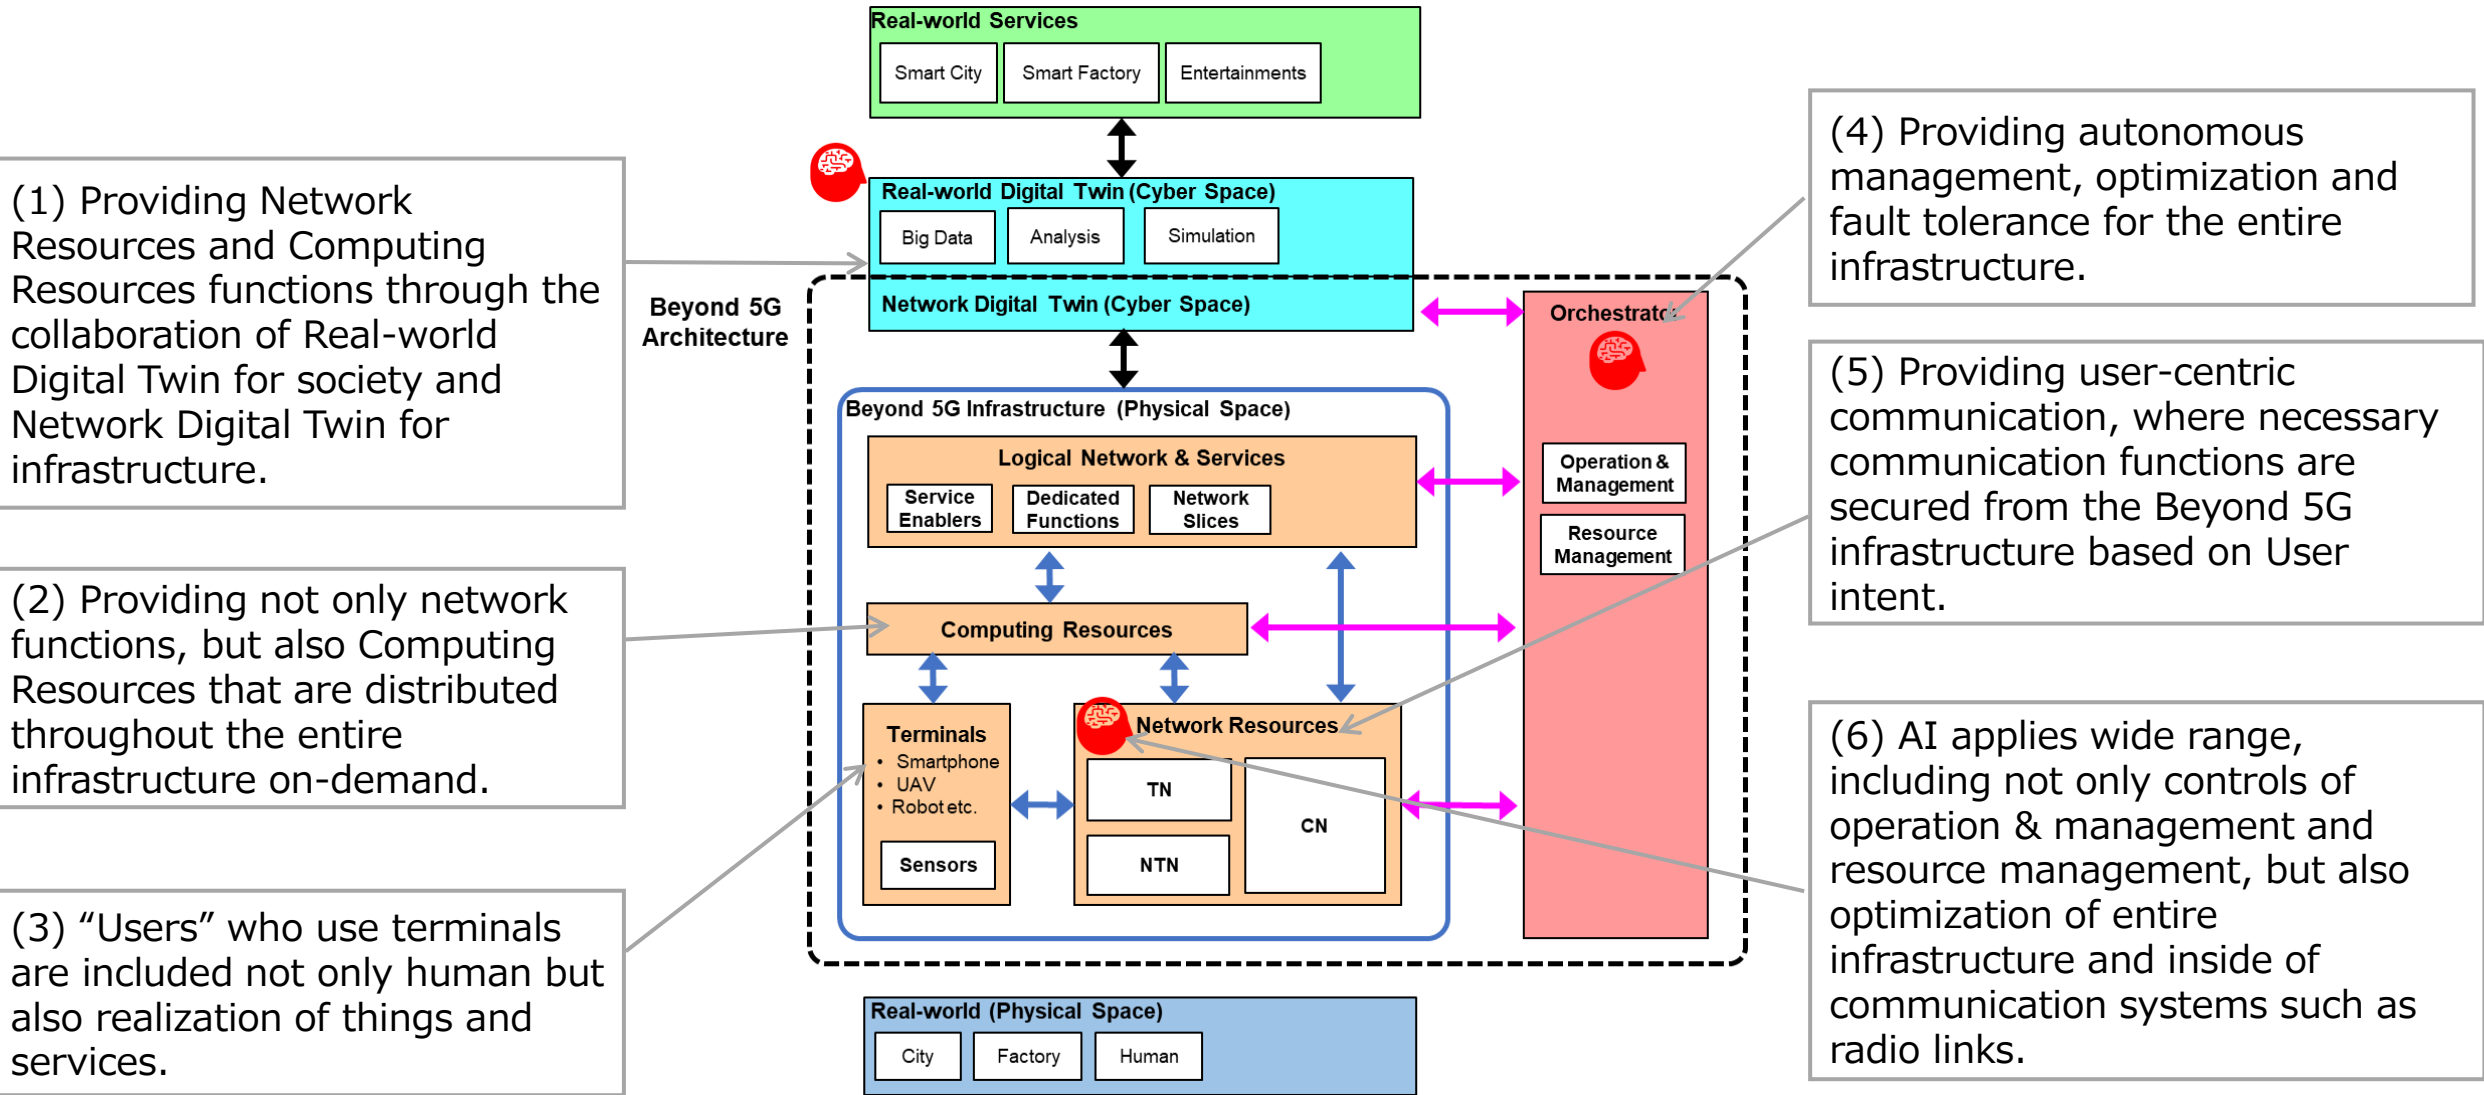 Real-world Services
Smart City
Smart Factory
Entertainments
Real-world Digital Twin (Cyber Space)
Big Data
Analysis
Simulation
Network Digital Twin (Cyber Space)
Beyond 5G
Architecture
Beyond 5G Infrastructure (Physical Space)
Logical Network & Services
Service
Enablers
Dedicated
Functions
Network
Slices
Computing Resources
Terminals
• Smartphone
• UAV
• Robot etc.
Sensors
Network Resources
TN
NTN
CN
Orchestrator
Operation &
Management
Resource
Management
Real-world (Physical Space)
City
Factory
Human
(1) Providing Network
Resources and Computing
Resources functions through the
collaboration of Real-world
Digital Twin for society and
Network Digital Twin for
infrastructure.
(2) Providing not only network
functions, but also Computing
Resources that are distributed
throughout the entire
infrastructure on-demand.
(3) “Users” who use terminals
are included not only human but
also realization of things and
services.
(4) Providing autonomous
management, optimization and
fault tolerance for the entire
infrastructure.
(5) Providing user-centric
communication, where necessary
communication functions are
secured from the Beyond 5G
infrastructure based on User
intent.
(6) AI applies wide range,
including not only controls of
operation & management and
resource management, but also
optimization of entire
infrastructure and inside of
communication systems such as
radio links.